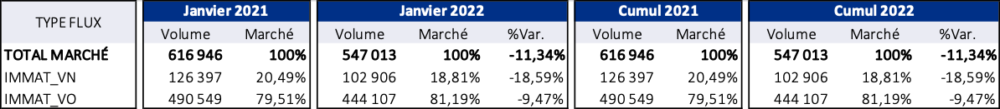 TYPE FLUX Janvier 2021 Janvier 2022 Cumul 2021 Cumul 2022
Volume Marché Volume Marché %Var. Volume Marché Volume Marché %Var.
TOTAL MARCHÉ 616 946 100% 547 013 100% -11,34% 616 946 100% 547 013 100% -11,34%
IMMAT_VN 126 397 20,49% 102 906 18,81% -18,59% 126 397 20,49% 102 906 18,81% -18,59%
IMMAT_VO 490 549 79,51% 444 107 81,19% -9,47% 490 549 79,51% 444 107 81,19% -9,47%